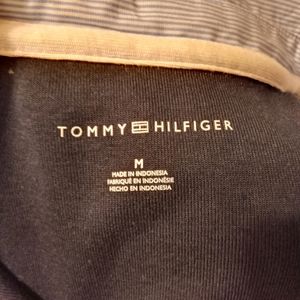 TOMMY HILFIGER
M
MADE IN INDONESIA
FABRIQUÉ EN INDONÉSIE
HECHO EN INDONESIA